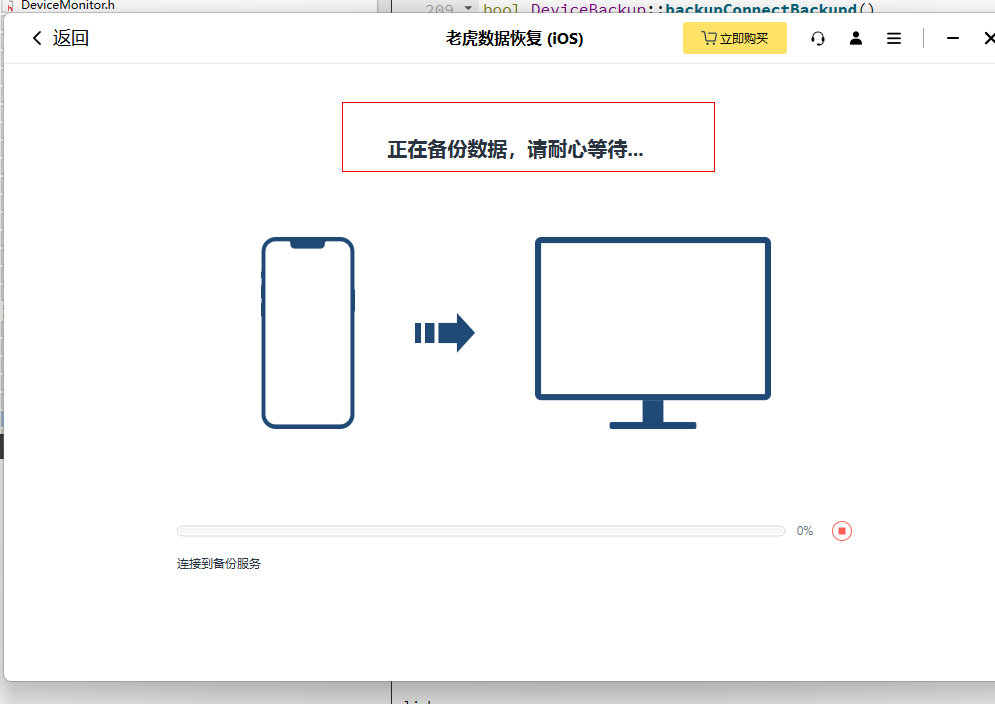 DeviceMonitor.h
209 bool DeviceBackup::backupConnectBackupd()
返回
老虎数据恢复 (iOS)
立即购买
正在备份数据，请耐心等待...
0%
连接到备份服务